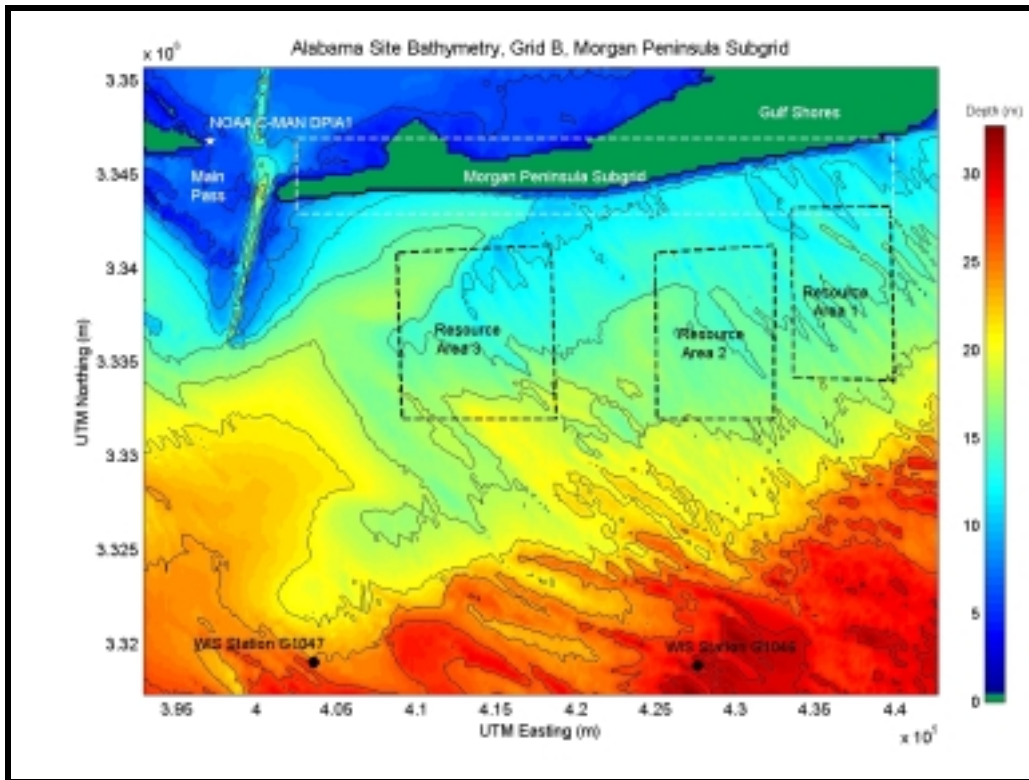 Alabama Site Bathymetry, Grid B, Morgan Peninsula Subgrid
x 10⁶
3.35
3.345
3.34
3.335
3.33
3.325
3.32
UTM Northing (m)
NOAA C-MAN DPIA1
Main
Pass
Gulf Shores
Morgan Peninsula Subgrid
Resource
Area 3
Resource
Area 2
Resource
Area 1
WIS Station G1047
WIS Station G1046
3.95
4
4.05
4.1
4.15
4.2
4.25
4.3
4.35
4.4
x 10⁵
UTM Easting (m)
Depth (m)
30
25
20
15
10
5
0